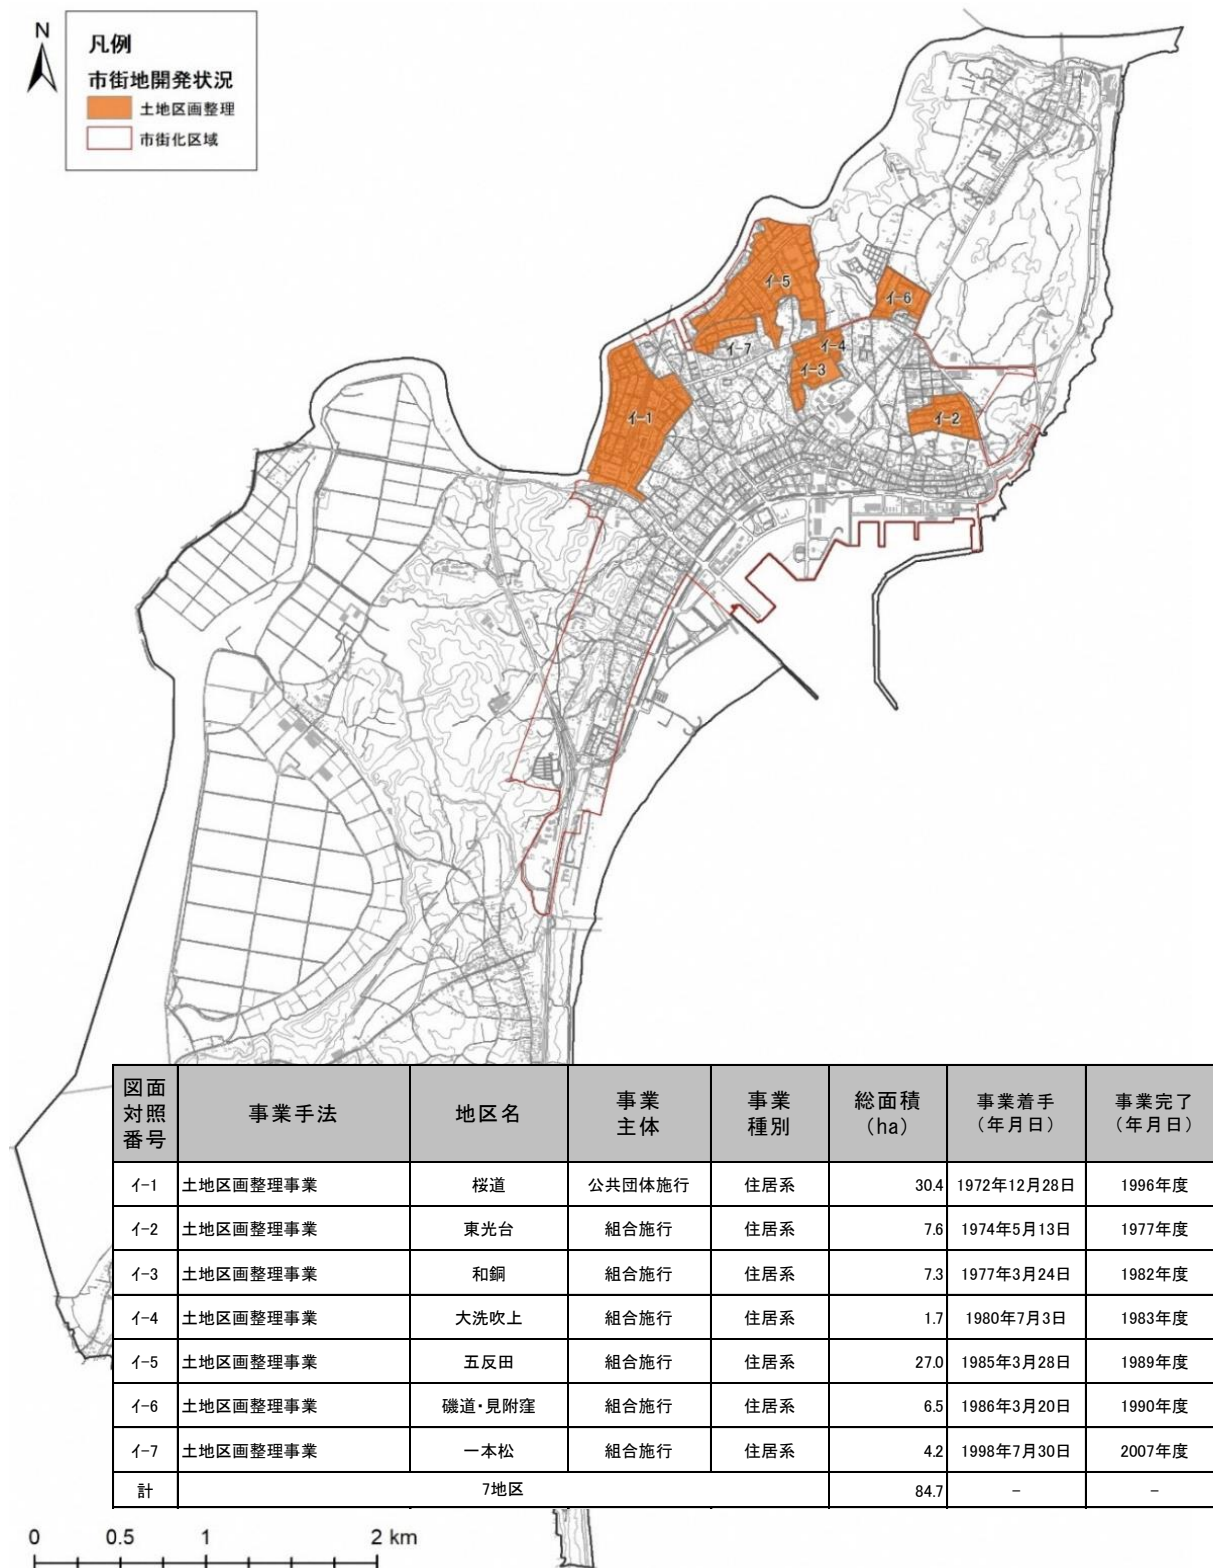 N
凡例
市街地開発状況
土地区画整理
市街化区域
イ-5
イ-6
イ-4
イ-7
イ-3
イ-1
イ-2
図面対照番号 事業手法 地区名 事業主体 事業種別 総面積（ha） 事業着手（年月日） 事業完了（年月日）
イ-1 土地区画整理事業 桜道 公共団体施行 住居系 30.4 1972年12月28日 1996年度
イ-2 土地区画整理事業 東光台 組合施行 住居系 7.6 1974年5月13日 1977年度
イ-3 土地区画整理事業 和銅 組合施行 住居系 7.3 1977年3月24日 1982年度
イ-4 土地区画整理事業 大洗吹上 組合施行 住居系 1.7 1980年7月3日 1983年度
イ-5 土地区画整理事業 五反田 組合施行 住居系 27.0 1985年3月28日 1989年度
イ-6 土地区画整理事業 磯道・見附窪 組合施行 住居系 6.5 1986年3月20日 1990年度
イ-7 土地区画整理事業 一本松 組合施行 住居系 4.2 1998年7月30日 2007年度
計 7地区 84.7 － －
0 0.5 1 2 km